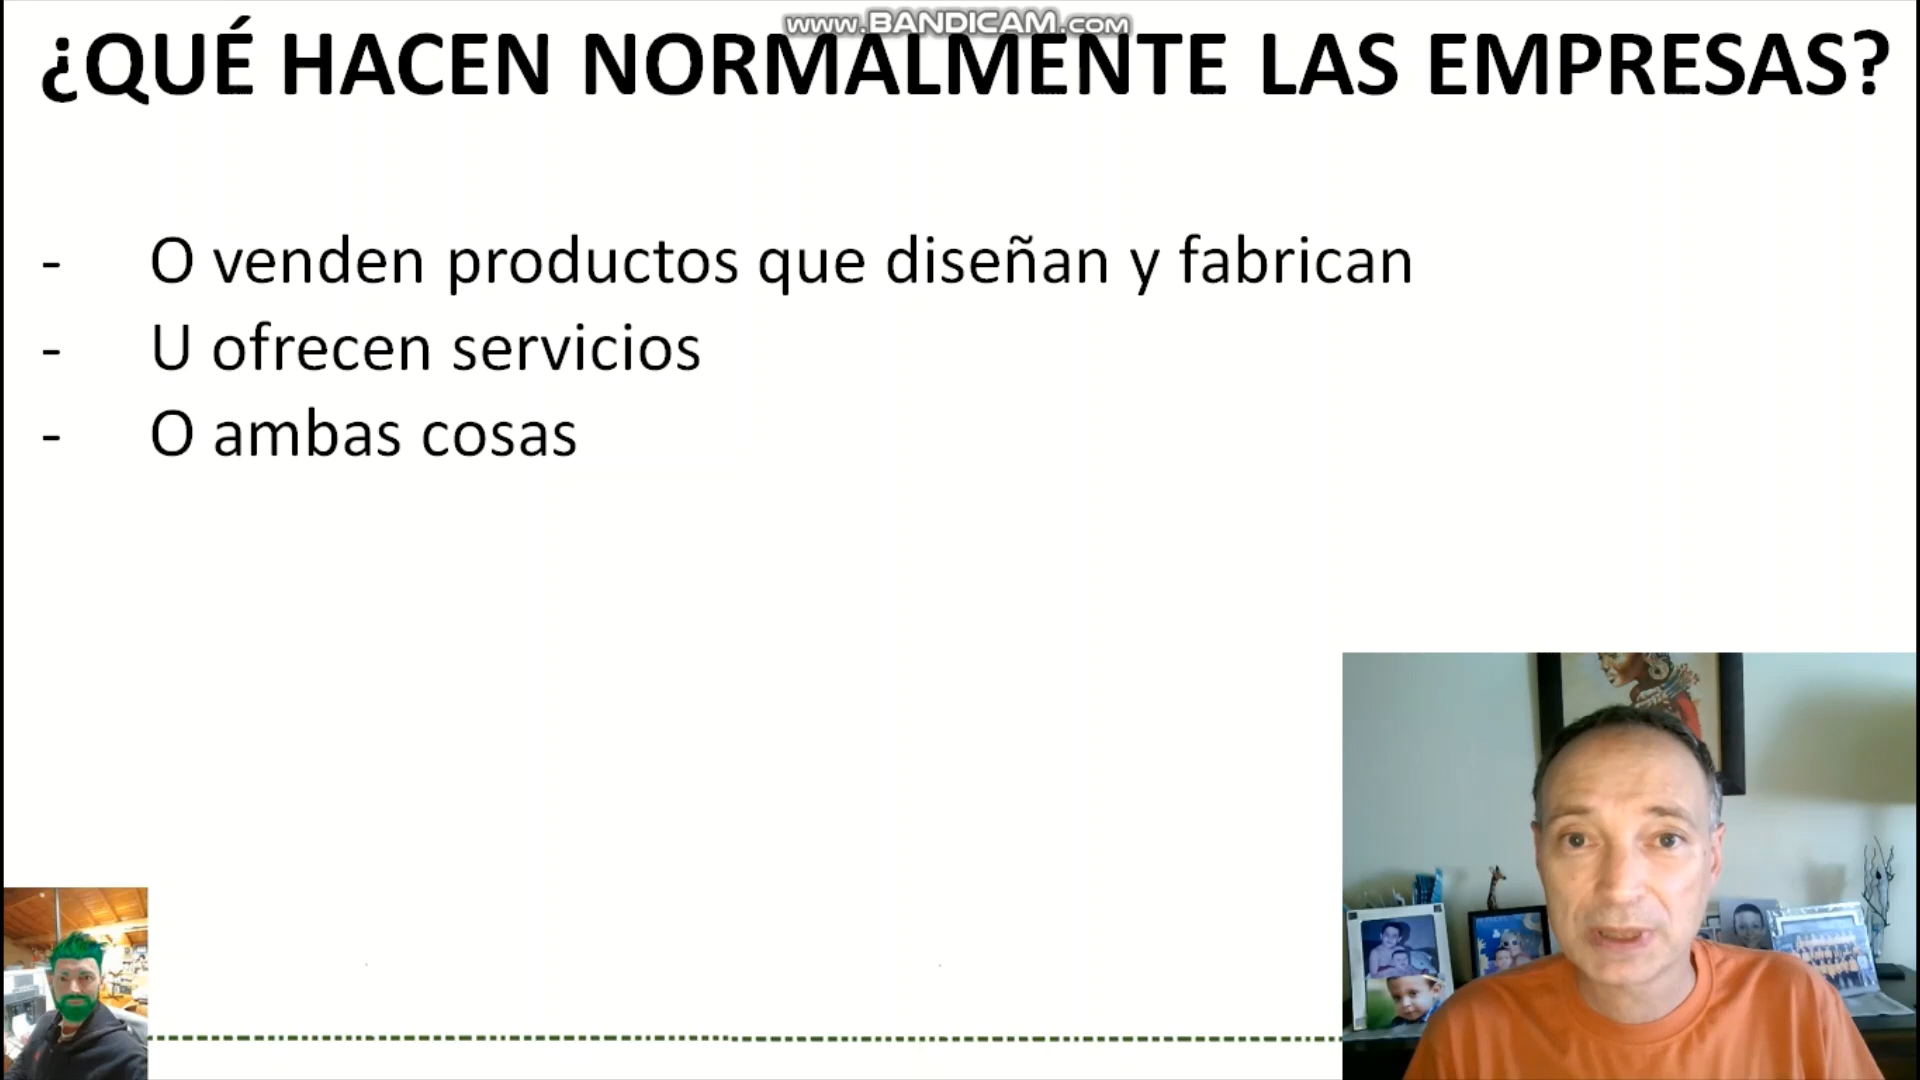 www.BANDICAM.com
¿QUÉ HACEN NORMALMENTE LAS EMPRESAS?
- O venden productos que diseñan y fabrican
- U ofrecen servicios
- O ambas cosas